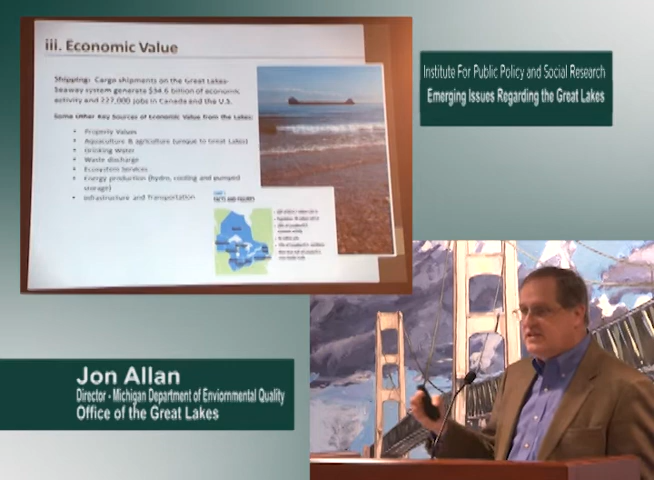 iii. Economic Value
Shipping: Cargo shipments on the Great Lakes-
Seaway system generate $34.6 billion of economic
activity and 227,000 jobs in Canada and the U.S.
Some Other Key Sources of Economic Value from the Lakes:
• Property Values
• Aquaculture & agriculture (unique to Great Lakes)
• Drinking Water
• Waste discharge
• Ecosystem Services
• Energy production (hydro, cooling and pumped
storage)
• Infrastructure and Transportation
FACTS AND FIGURES
Institute For Public Policy and Social Research
Emerging Issues Regarding the Great Lakes
Jon Allan
Director - Michigan Department of Enviornmental Quality
Office of the Great Lakes